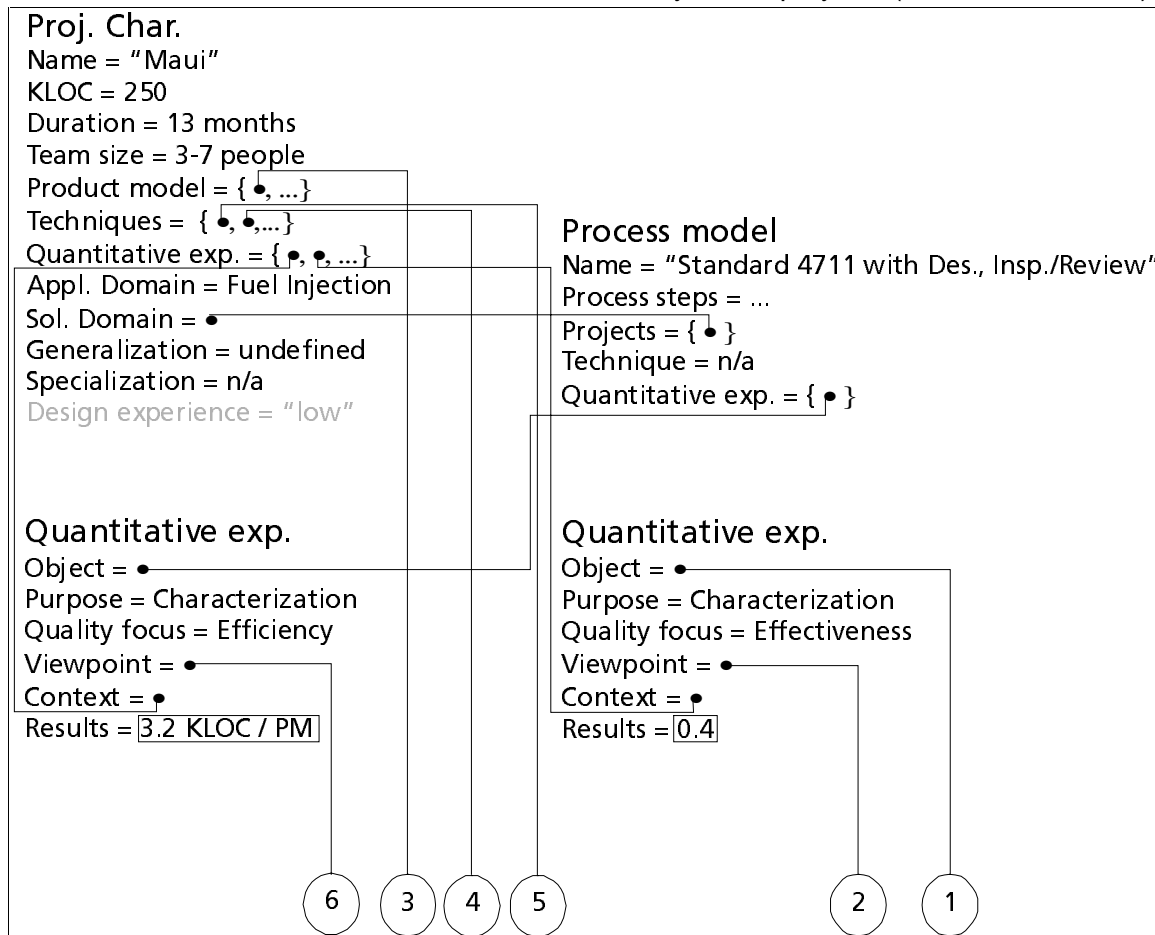 Proj. Char.
Name = “Maui”
KLOC = 250
Duration = 13 months
Team size = 3-7 people
Product model = { •, ...}
Techniques = { •, •,...}
Quantitative exp. = { •, •, ...}
Appl. Domain = Fuel Injection
Sol. Domain = •
Generalization = undefined
Specialization = n/a
Design experience = “low”
Process model
Name = “Standard 4711 with Des., Insp./Review”
Process steps = ...
Projects = { • }
Technique = n/a
Quantitative exp. = { • }
Quantitative exp.
Object = •
Purpose = Characterization
Quality focus = Efficiency
Viewpoint = •
Context = •
Results = 3.2 KLOC / PM
Quantitative exp.
Object = •
Purpose = Characterization
Quality focus = Effectiveness
Viewpoint = •
Context = •
Results = 0.4
6 3 4 5 2 1